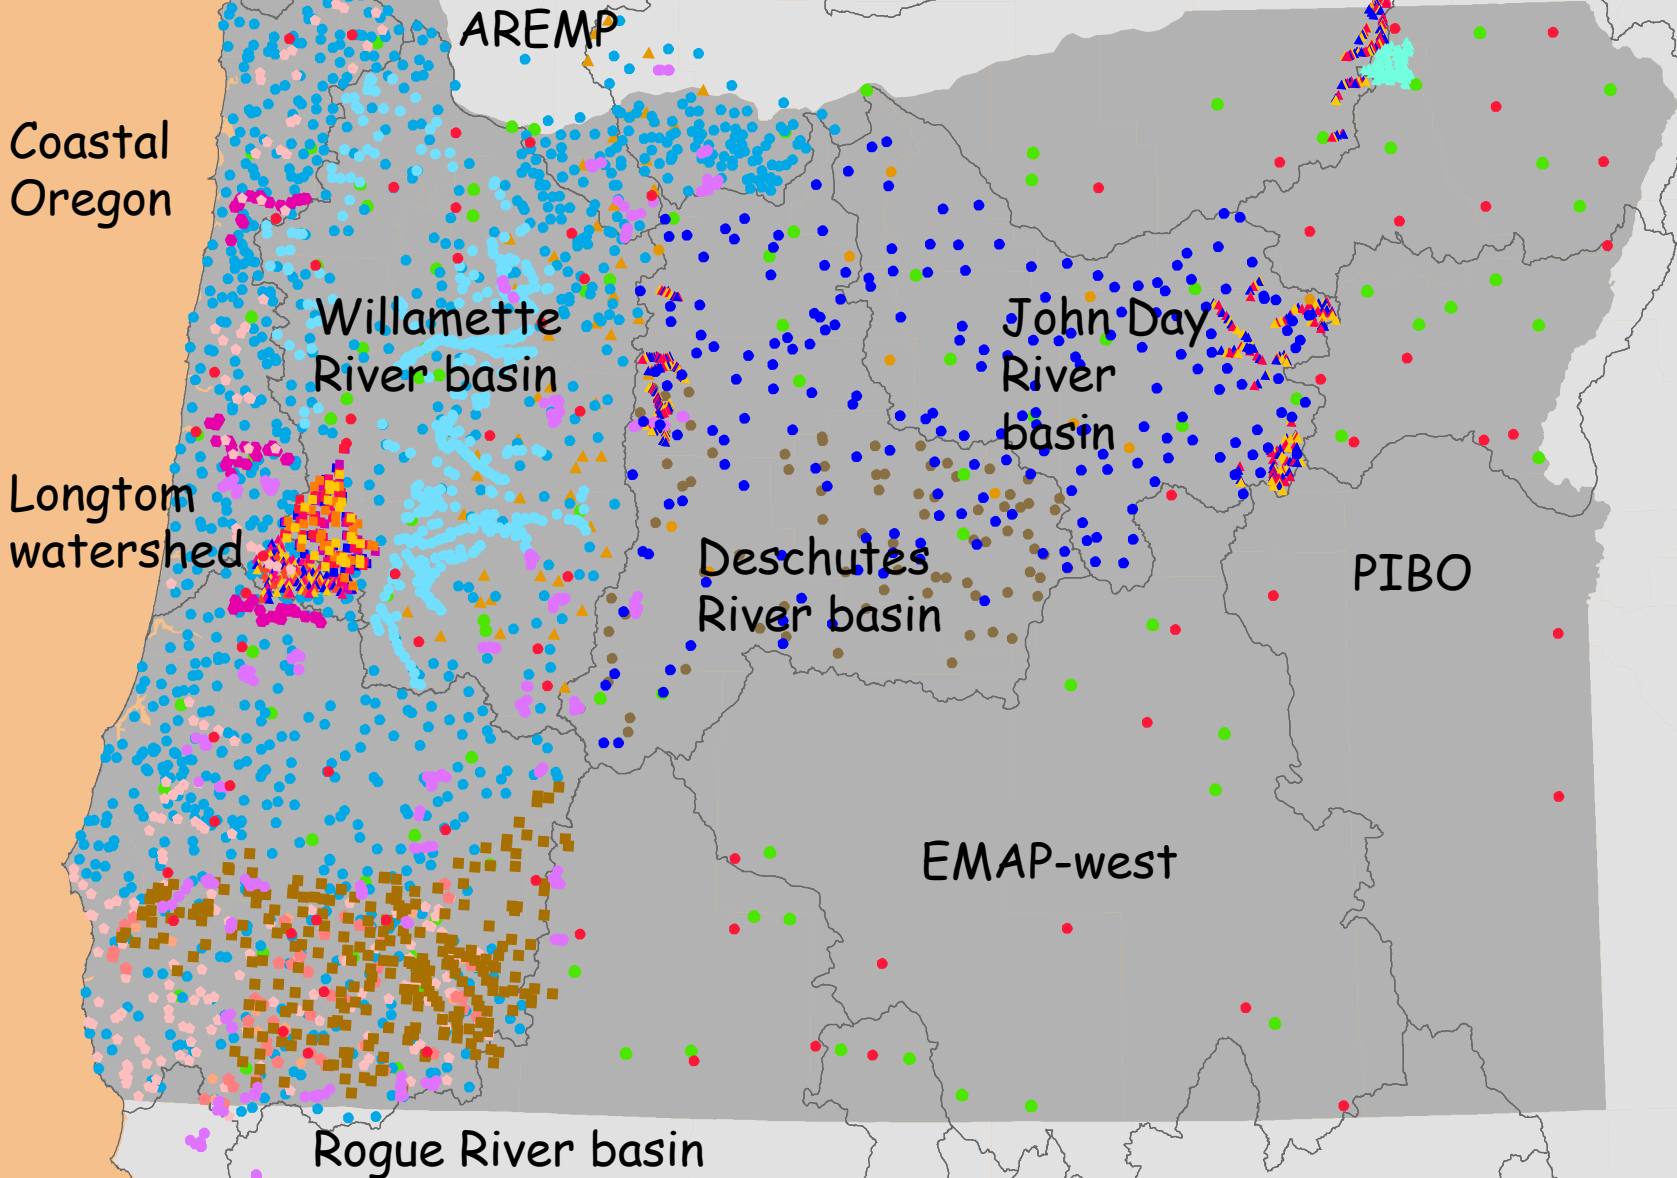 AREMP
Coastal
Oregon
Willamette
River basin
John Day
River
basin
Longtom
watershed
Deschutes
River basin
PIBO
EMAP-west
Rogue River basin